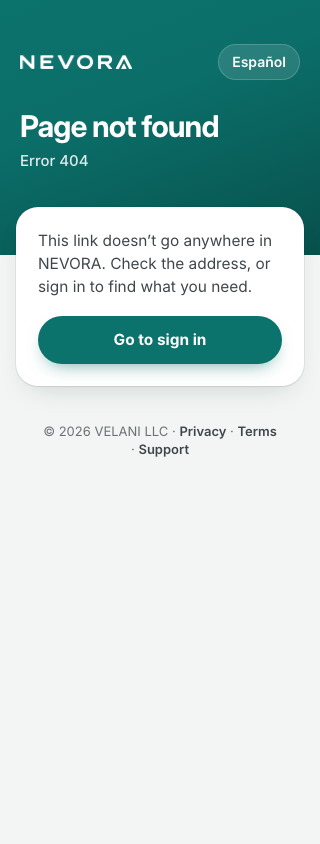 NEVORA
Español
Page not found
Error 404
This link doesn’t go anywhere in
NEVORA. Check the address, or
sign in to find what you need.
Go to sign in
© 2026 VELANI LLC · Privacy · Terms
· Support